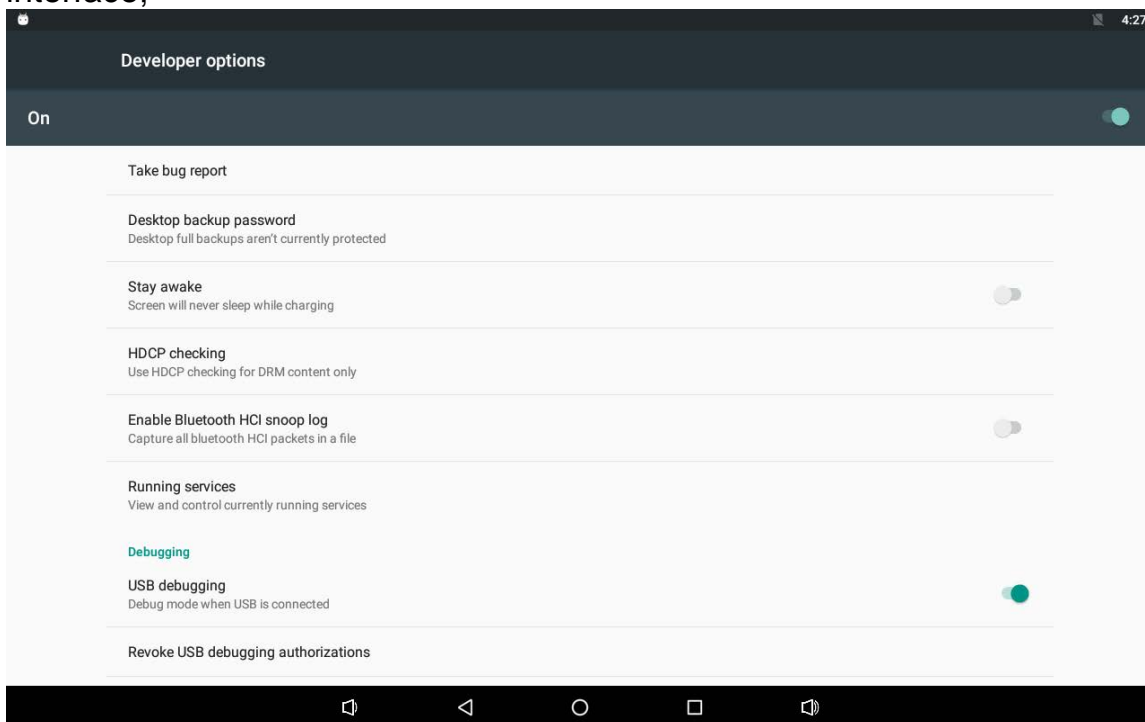 interface,
4:27
Developer options
On
Take bug report
Desktop backup password
Desktop full backups aren't currently protected
Stay awake
Screen will never sleep while charging
HDCP checking
Use HDCP checking for DRM content only
Enable Bluetooth HCI snoop log
Capture all bluetooth HCI packets in a file
Running services
View and control currently running services
Debugging
USB debugging
Debug mode when USB is connected
Revoke USB debugging authorizations